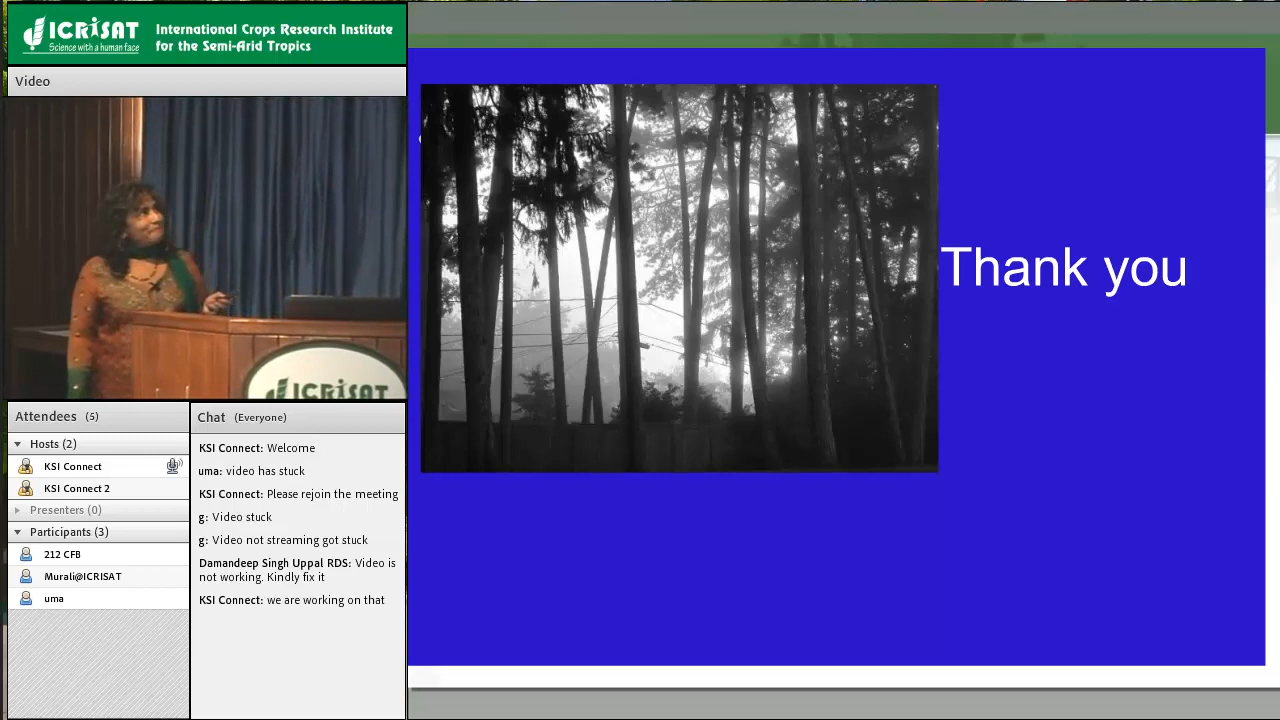 ICRISAT
Science with a human face
International Crops Research Institute
for the Semi-Arid Tropics
Video
ICRISAT
Attendees (5)
Hosts (2)
KSI Connect
KSI Connect 2
Presenters (0)
Participants (3)
212 CFB
Murali@ICRISAT
uma
Chat (Everyone)
KSI Connect: Welcome
uma: video has stuck
KSI Connect: Please rejoin the meeting
g: Video stuck
g: Video not streaming got stuck
Damandeep Singh Uppal RDS: Video is
not working. Kindly fix it
KSI Connect: we are working on that
Thank you